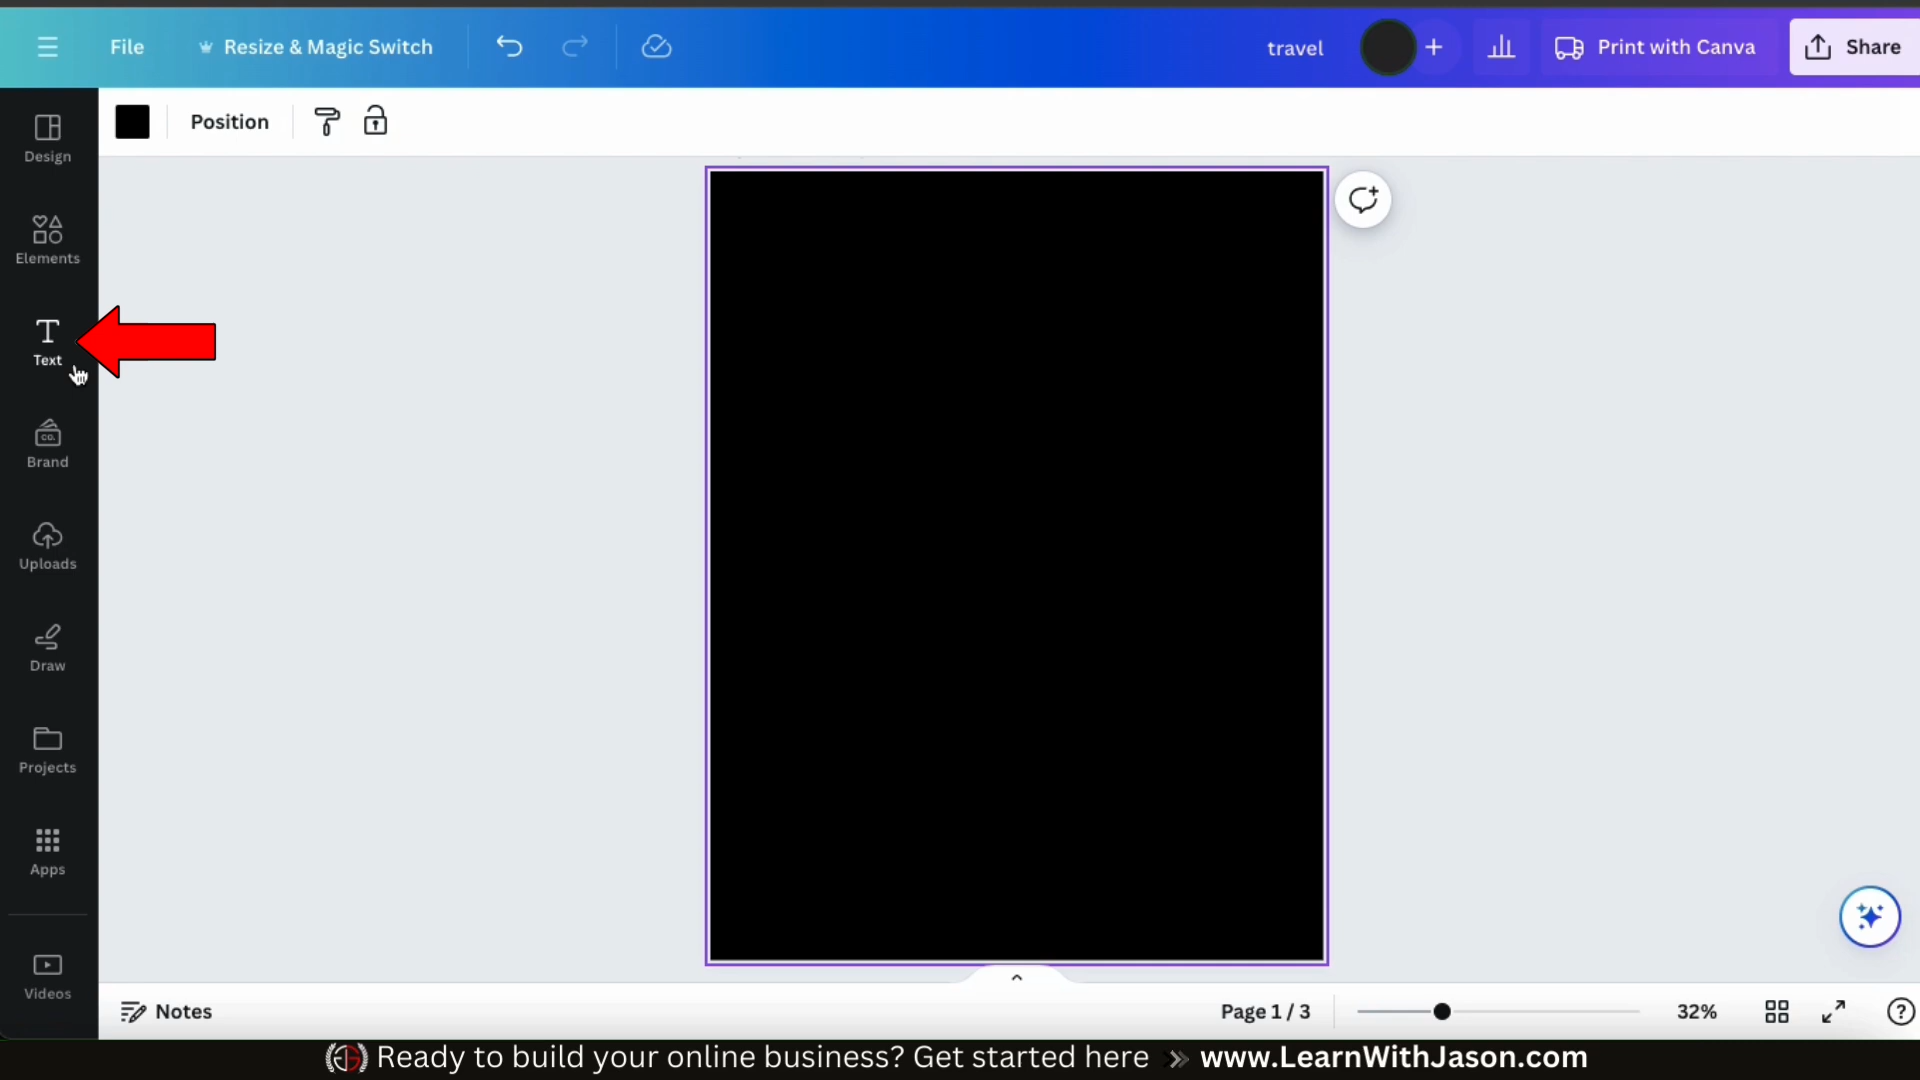 File
Resize & Magic Switch
travel
Print with Canva
Share
Position
Design
Elements
Text
CO.
Brand
Uploads
Draw
Projects
Apps
Videos
Notes
Page 1 / 3
32%
Ready to build your online business? Get started here >> www.LearnWithJason.com